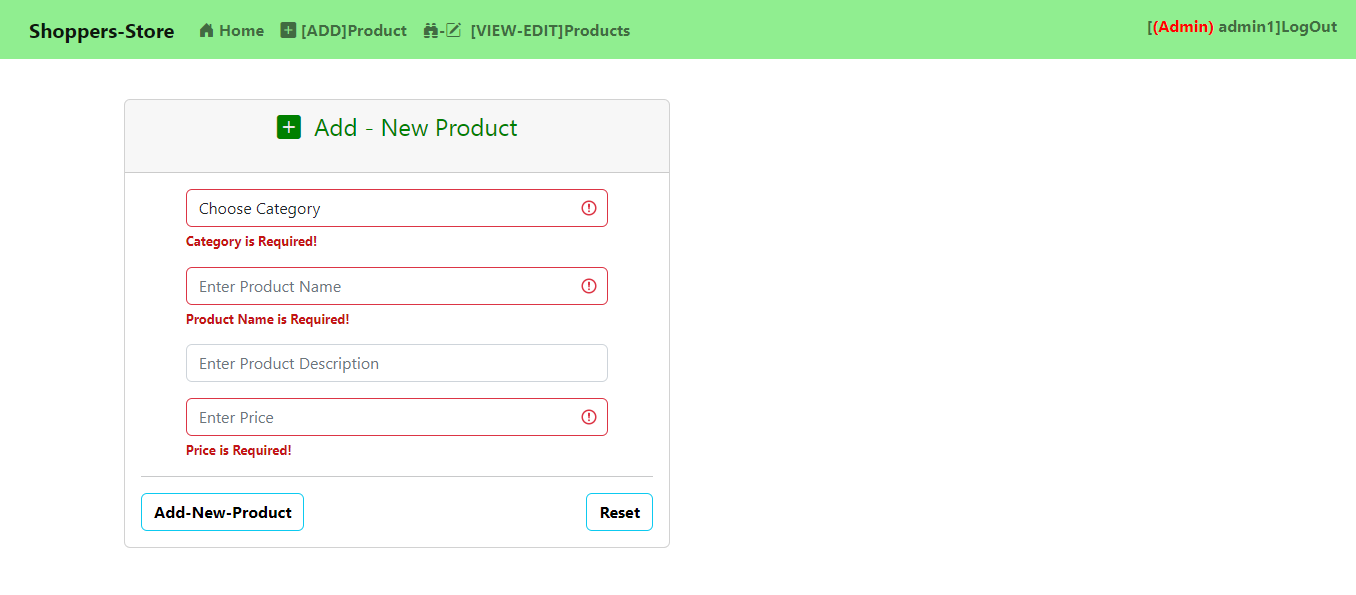 Shoppers-Store Home [ADD]Product - [VIEW-EDIT]Products [(Admin) admin1]LogOut
Add - New Product
Choose Category
Category is Required!
Enter Product Name
Product Name is Required!
Enter Product Description
Enter Price
Price is Required!
Add-New-Product Reset